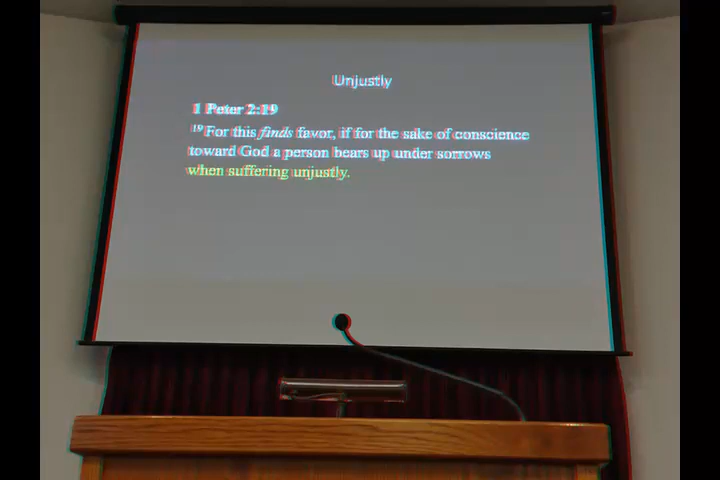 Unjustly
1 Peter 2:19
19 For this finds favor, if for the sake of conscience
toward God a person bears up under sorrows
when suffering unjustly.